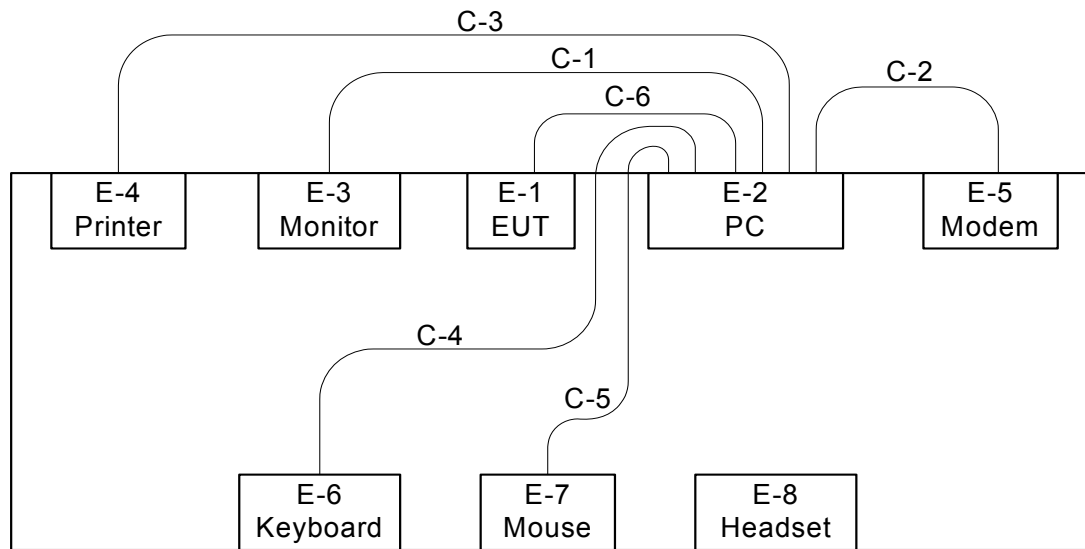 C-3
C-1
C-2
C-6
E-4
Printer
E-3
Monitor
E-1
EUT
E-2
PC
E-5
Modem
C-4
C-5
E-6
Keyboard
E-7
Mouse
E-8
Headset